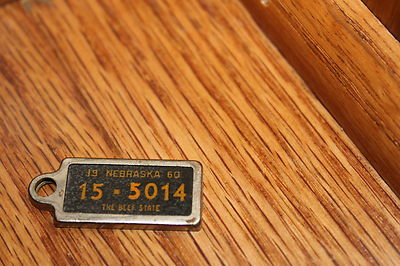 19 NEBRASKA 60
15 · 5014
THE BEEF STATE